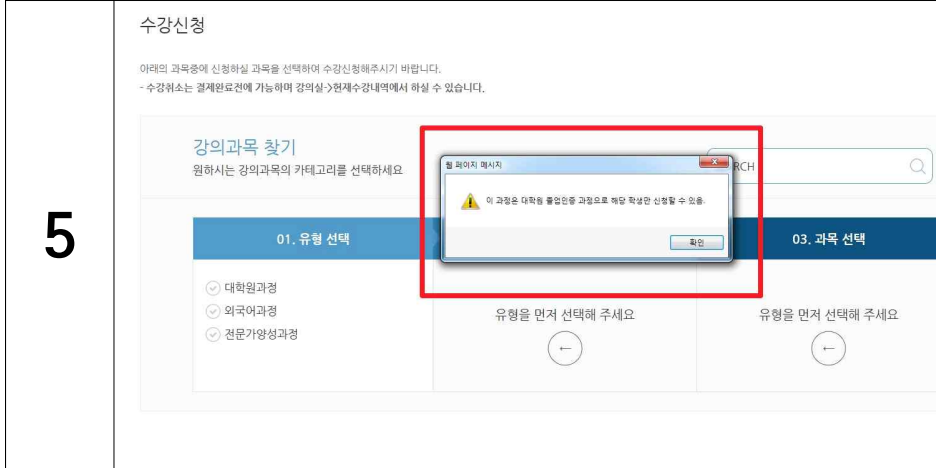 5
수강신청
아래의 과목중에 신청하실 과목을 선택하여 수강신청해주시기 바랍니다.
- 수강취소는 결제완료전에 가능하며 강의실->현재수강내역에서 하실 수 있습니다.
강의과목 찾기
원하시는 강의과목의 카테고리를 선택하세요
웹 페이지 메시지
RCH
이 과정은 대학원 졸업인증 과정으로 해당 학생만 신청할 수 있음.
확인
01. 유형 선택
03. 과목 선택
대학원과정
외국어과정
전문가양성과정
유형을 먼저 선택해 주세요
유형을 먼저 선택해 주세요